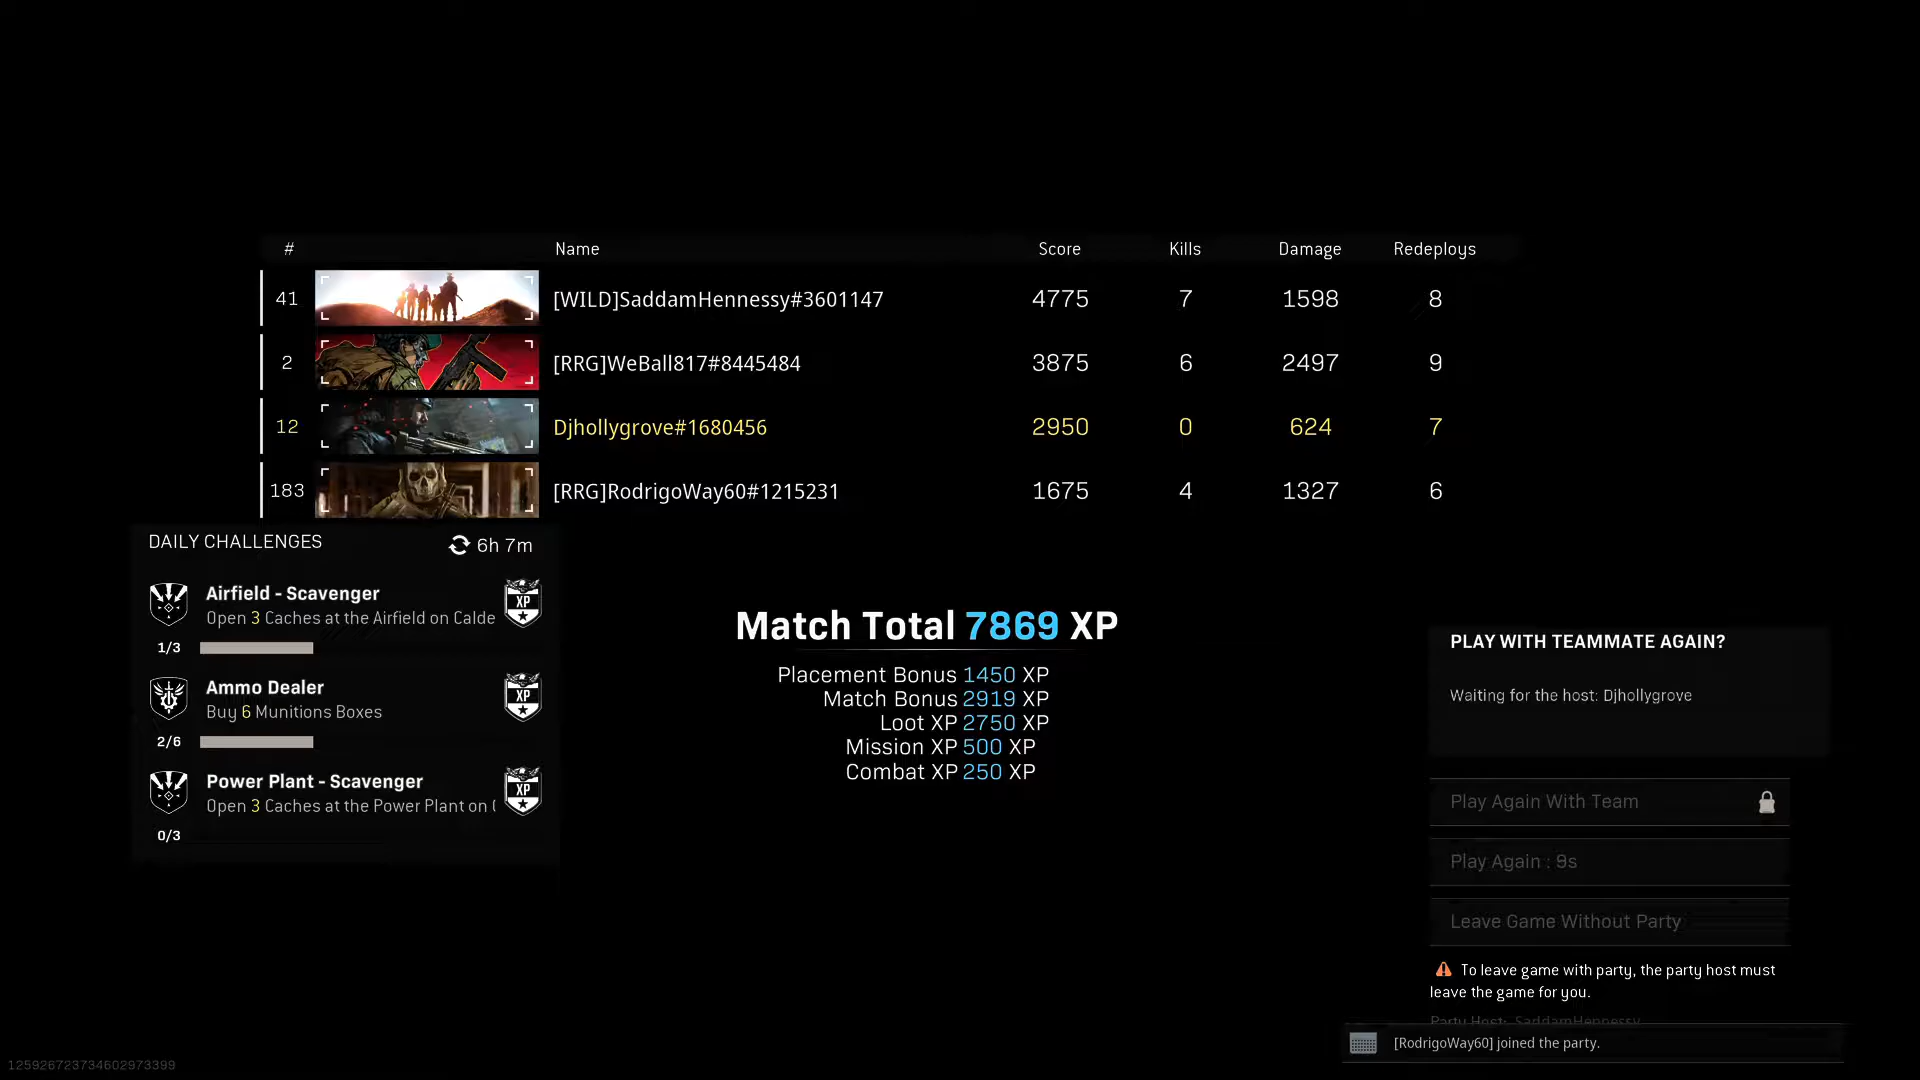 # Name Score Kills Damage Redeploys
41 [WILD]SaddamHennessy#3601147 4775 7 1598 8
2 [RRG]WeBall817#8445484 3875 6 2497 9
12 Djhollygrove#1680456 2950 0 624 7
183 [RRG]RodrigoWay60#1215231 1675 4 1327 6
DAILY CHALLENGES 6h 7m
Airfield - Scavenger
Open 3 Caches at the Airfield on Calde
XP
1/3
Ammo Dealer
Buy 6 Munitions Boxes
XP
2/6
Power Plant - Scavenger
Open 3 Caches at the Power Plant on
XP
0/3
Match Total 7869 XP
Placement Bonus 1450 XP
Match Bonus 2919 XP
Loot XP 2750 XP
Mission XP 500 XP
Combat XP 250 XP
PLAY WITH TEAMMATE AGAIN?
Waiting for the host: Djhollygrove
Play Again With Team
Play Again : 9s
Leave Game Without Party
To leave game with party, the party host must
leave the game for you.
Party Host: SaddamHennessy
[RodrigoWay60] joined the party.
125926723734602973399